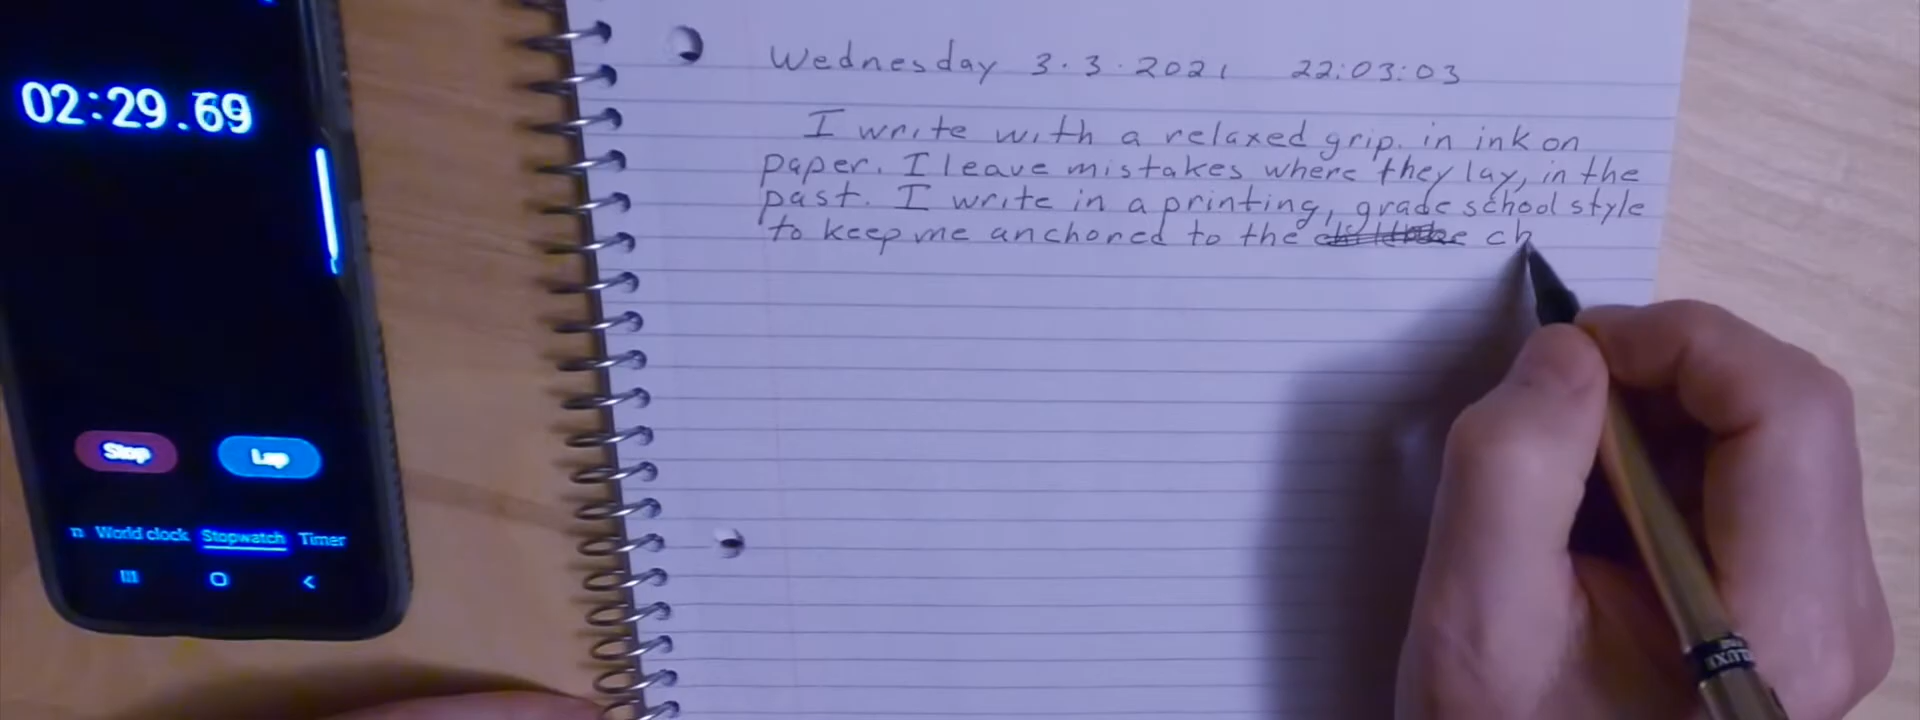 02:29.69
Stop
Lap
n World clock Stopwatch Timer
Wednesday 3.3.2021 22:03:03
I write with a relaxed grip. in ink on
paper. I leave mistakes where they lay, in the
past. I write in a printing, grade school style
to keep me anchored to the ch